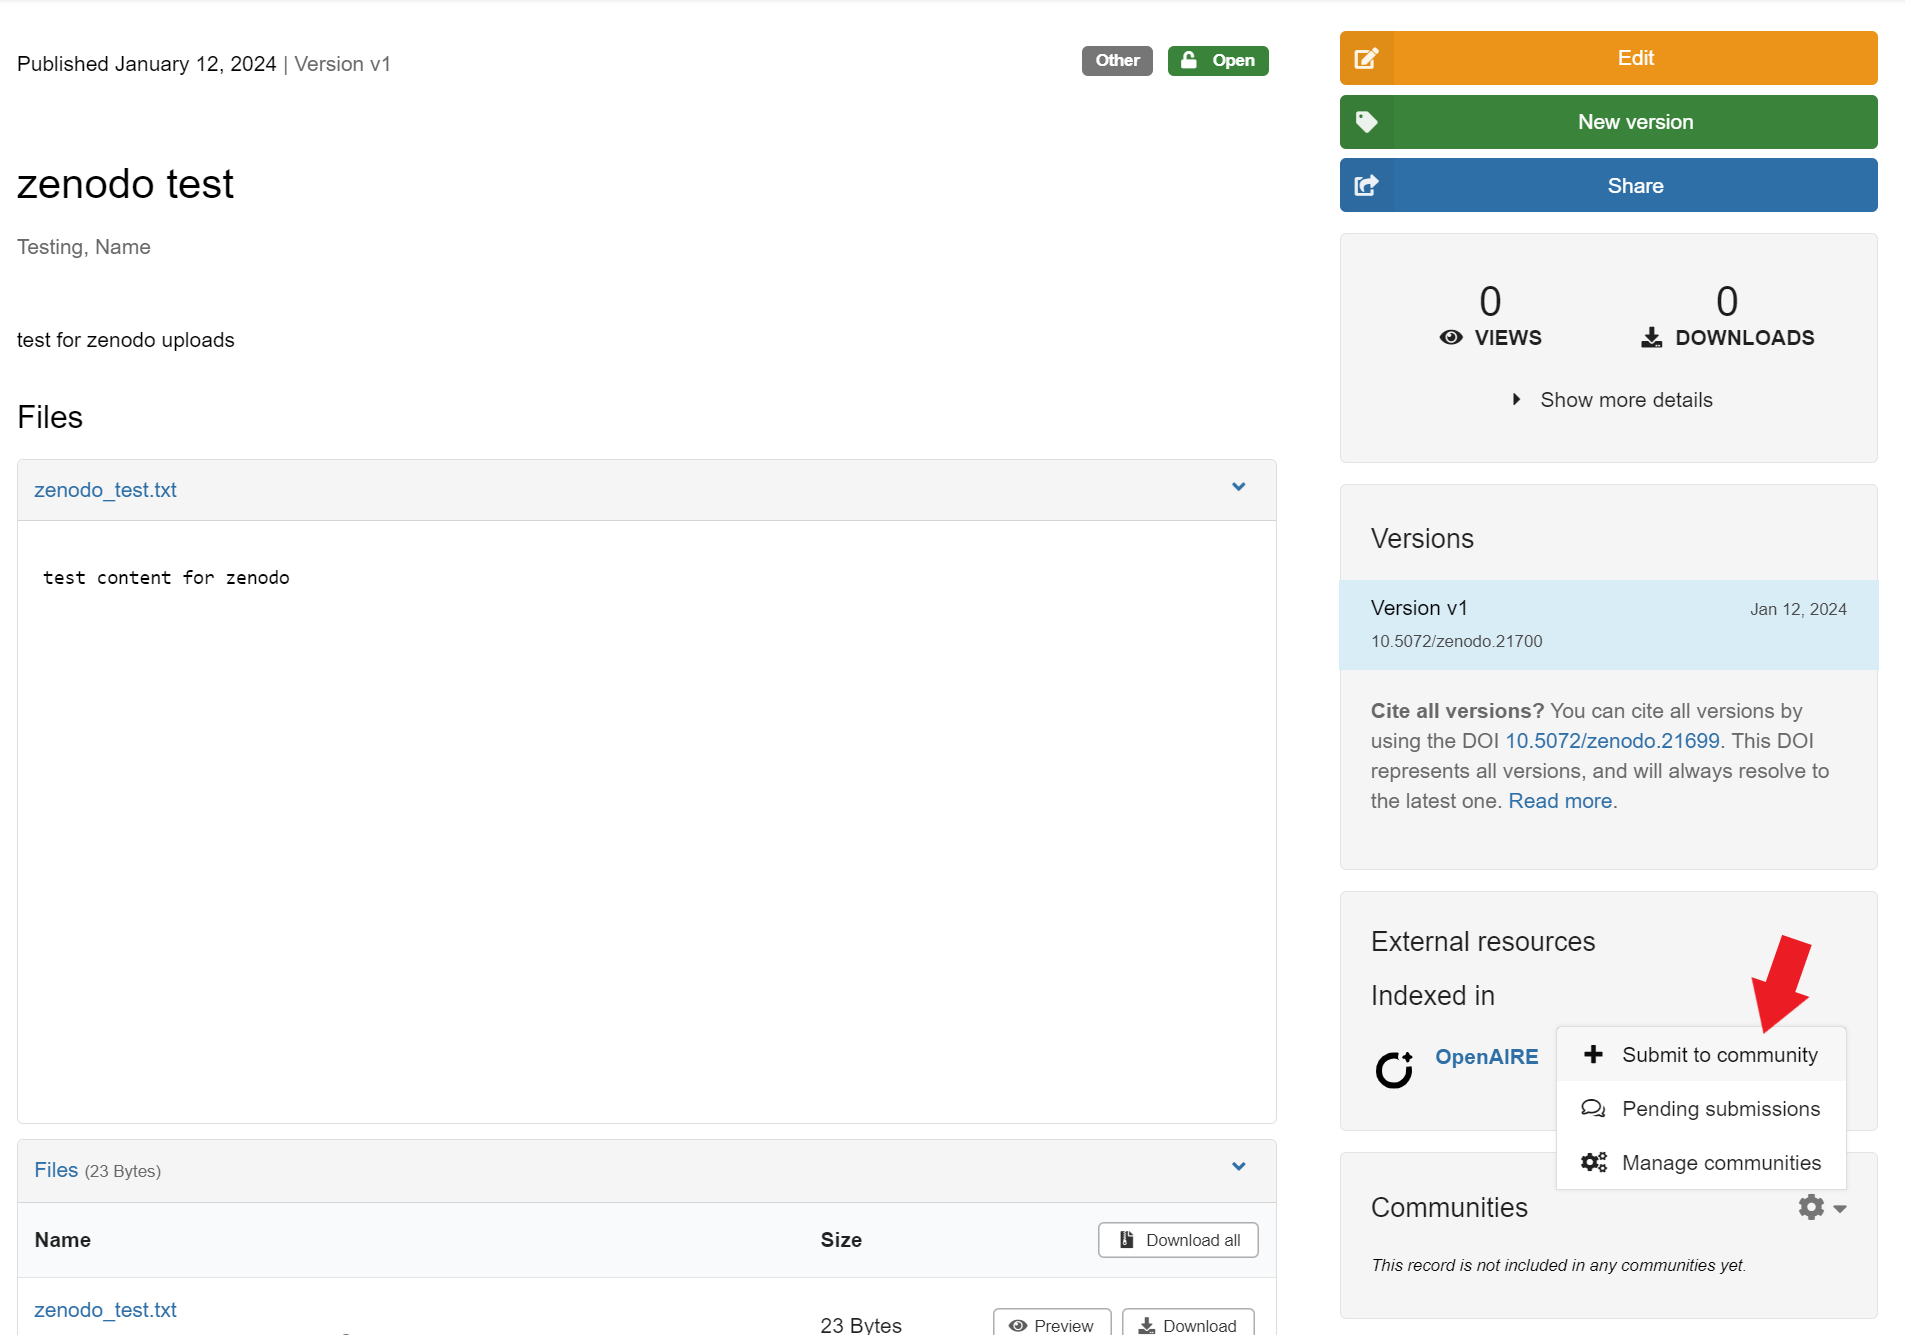 Published January 12, 2024 | Version v1
Other
Open
zenodo test
Testing, Name
test for zenodo uploads
Files
zenodo_test.txt
test content for zenodo
Files (23 Bytes)
Name Size Download all
zenodo_test.txt
23 Bytes Preview Download
Edit
New version
Share
0 0
VIEWS DOWNLOADS
Show more details
Versions
Version v1 Jan 12, 2024
10.5072/zenodo.21700
Cite all versions? You can cite all versions by
using the DOI 10.5072/zenodo.21699. This DOI
represents all versions, and will always resolve to
the latest one. Read more.
External resources
Indexed in
OpenAIRE
Submit to community
Pending submissions
Manage communities
Communities
This record is not included in any communities yet.